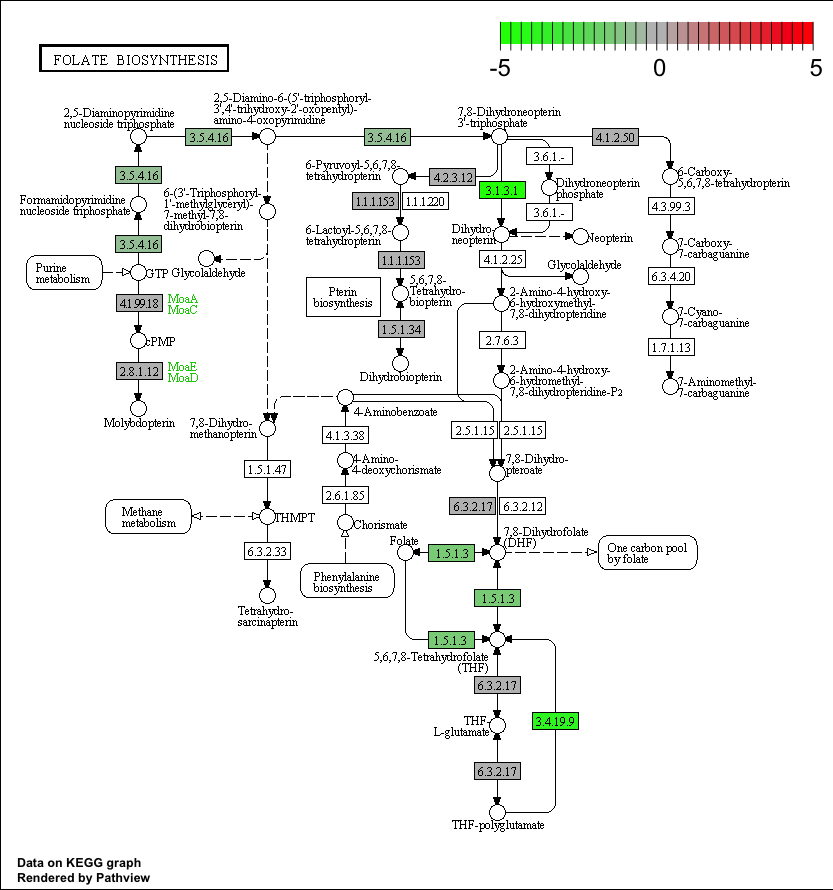 FOLATE BIOSYNTHESIS
-5
0
5
2,5-Diaminopyrimidine
nucleoside triphosphate
2,5-Diamino-6-(5'-triphosphoryl-
3',4'-trihydroxy-2'-oxopentyl)-
amino-4-oxopyrimidine
7,8-Dihydroneopterin
3'-triphosphate
3.5.4.16
3.5.4.16
4.1.2.50
3.6.1.-
6-Pyruvoyl-5,6,7,8-
tetrahydropterin
4.2.3.12
3.1.3.1
Dihydroneopterin
phosphate
6-Carboxy-
5,6,7,8-tetrahydropterin
3.5.4.16
Formamidopyrimidine
nucleoside triphosphate
6-(3'-Triphosphoryl-
1'-methylglyceryl)-
7-methyl-7,8-
dihydrobiopterin
1.1.1.153
1.1.1.220
3.6.1.-
4.3.99.3
6-Lactoyl-5,6,7,8-
tetrahydropterin
Dihydro-
neopterin
Neopterin
7-Carboxy-
7-carbaguanine
3.5.4.16
Purine
metabolism
GTP
Glycolaldehyde
1.1.1.153
4.1.2.25
Glycolaldehyde
6.3.4.20
4.1.99.18
MoaA
MoaC
Pterin
biosynthesis
5,6,7,8-
Tetrahydro-
biopterin
2-Amino-4-hydroxy-
6-hydroxymethyl-
7,8-dihydropteridine
7-Cyano-
7-carbaguanine
cPMP
1.5.1.34
2.7.6.3
1.7.1.13
2.8.1.12
MoaE
MoaD
Dihydrobiopterin
2-Amino-4-hydroxy-
6-hydromethyl-
7,8-dihydropteridine-P2
7-Aminomethyl-
7-carbaguanine
Molybdopterin
7,8-Dihydro-
methanopterin
4-Aminobenzoate
4.1.3.38
2.5.1.15
2.5.1.15
1.5.1.47
4-Amino-
4-deoxychorismate
7,8-Dihydro-
pteroate
2.6.1.85
6.3.2.17
6.3.2.12
Methane
metabolism
THMPT
Chorismate
7,8-Dihydrofolate
(DHF)
6.3.2.33
Folate
1.5.1.3
One carbon pool
by folate
Phenylalanine
biosynthesis
Tetrahydro-
sarcinapterin
1.5.1.3
1.5.1.3
5,6,7,8-Tetrahydrofolate
(THF)
6.3.2.17
THF-
L-glutamate
3.4.19.9
6.3.2.17
THF-polyglutamate
Data on KEGG graph
Rendered by Pathview